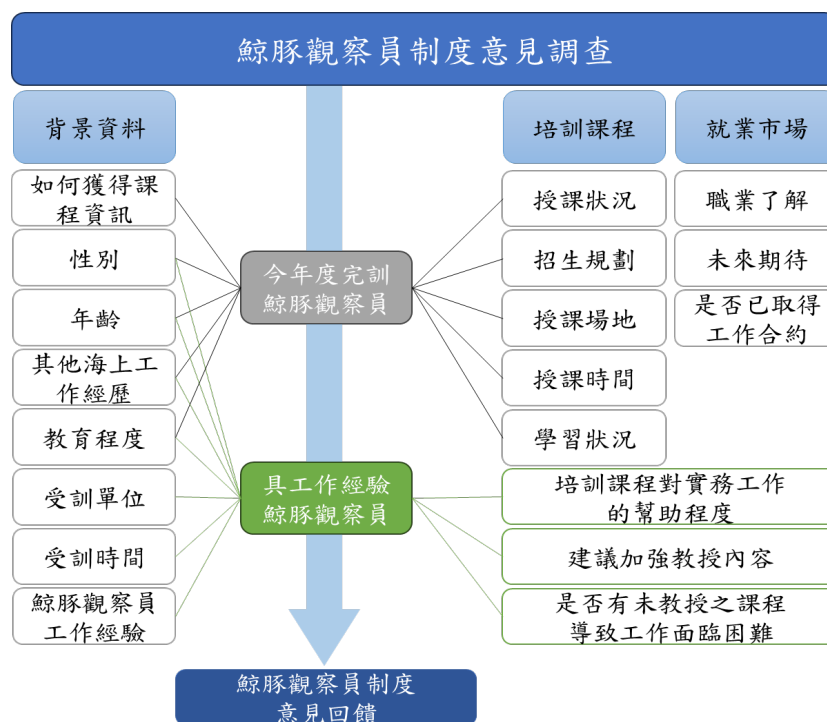 鯨豚觀察員制度意見調查
背景資料
如何獲得課
程資訊
性別
年齡
其他海上工
作經歷
教育程度
受訓單位
受訓時間
鯨豚觀察員
工作經驗
今年度完訓
鯨豚觀察員
具工作經驗
鯨豚觀察員
培訓課程
授課狀況
招生規劃
授課場地
授課時間
學習狀況
就業市場
職業了解
未來期待
是否已取得
工作合約
培訓課程對實務工作
的幫助程度
建議加強教授內容
是否有未教授之課程
導致工作面臨困難
鯨豚觀察員制度
意見回饋